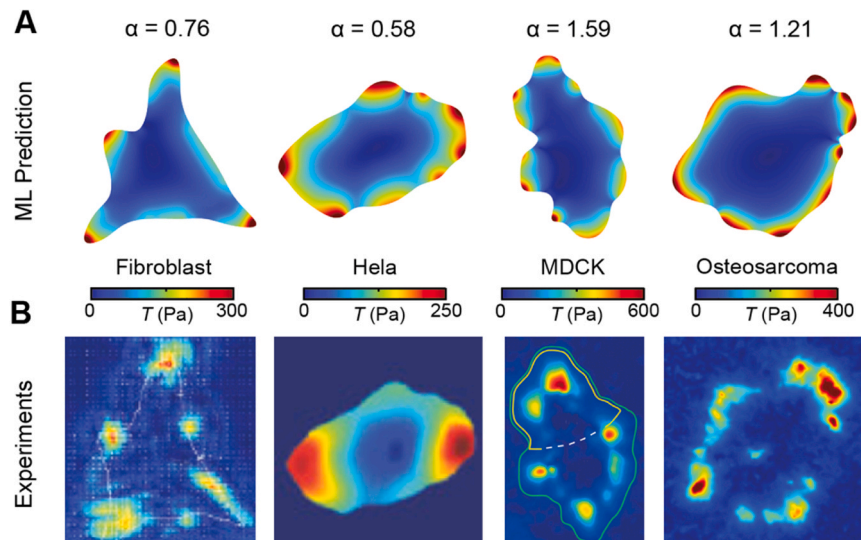 A
α = 0.76 α = 0.58 α = 1.59 α = 1.21
ML Prediction
Fibroblast Hela MDCK Osteosarcoma
0 300 0 250 0 600 0 400
T (Pa) T (Pa) T (Pa) T (Pa)
B
Experiments